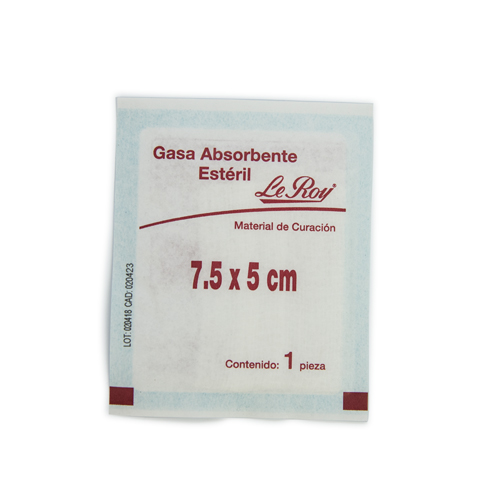 Gasa Absorbente
Estéril
Le Roy®
Material de Curación
7.5 x 5 cm
Contenido: 1 pieza
LOT: 020418 CAD: 020423